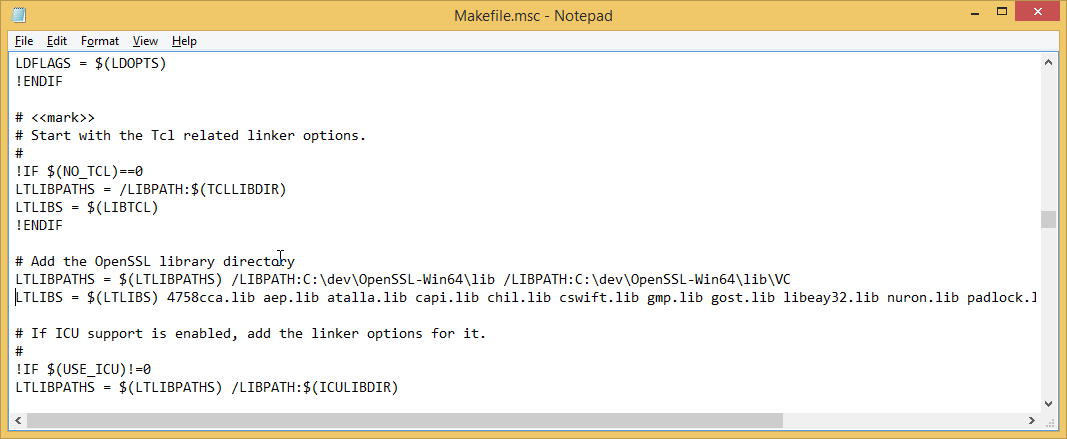 Makefile.msc - Notepad
File Edit Format View Help
LDFLAGS = $(LDOPTS)
!ENDIF
# <<mark>>
# Start with the Tcl related linker options.
#
!IF $(NO_TCL)==0
LTLIBPATHS = /LIBPATH:$(TCLLIBDIR)
LTLIBS = $(LIBTCL)
!ENDIF
# Add the OpenSSL library directory
LTLIBPATHS = $(LTLIBPATHS) /LIBPATH:C:\dev\OpenSSL-Win64\lib /LIBPATH:C:\dev\OpenSSL-Win64\lib\VC
LTLIBS = $(LTLIBS) 4758cca.lib aep.lib atalla.lib capi.lib chil.lib cswift.lib gmp.lib gost.lib libeay32.lib nuron.lib padlock.l
# If ICU support is enabled, add the linker options for it.
#
!IF $(USE_ICU)!=0
LTLIBPATHS = $(LTLIBPATHS) /LIBPATH:$(ICULIBDIR)